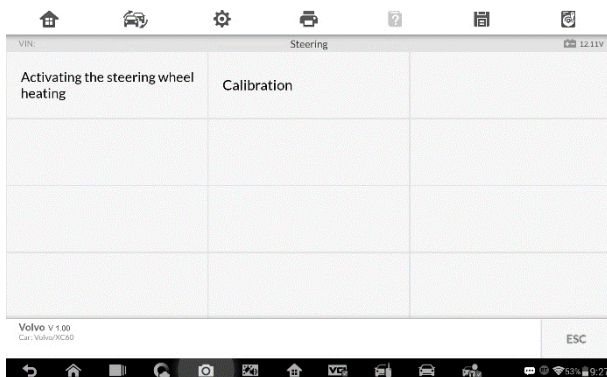 VIN:
Steering
12.11V
Activating the steering wheel
heating
Calibration
Volvo V 1.00
Car: Volvo/XC60
ESC
53%
9:27